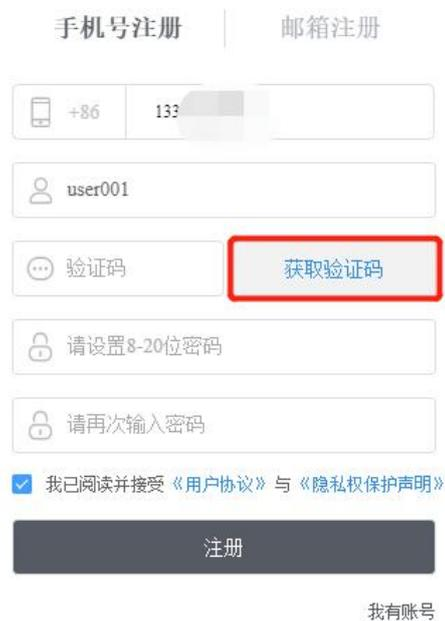 手机号注册 邮箱注册
+86 133
user001
验证码 获取验证码
请设置8-20位密码
请再次输入密码
我已阅读并接受《用户协议》与《隐私权保护声明》
注册
我有账号